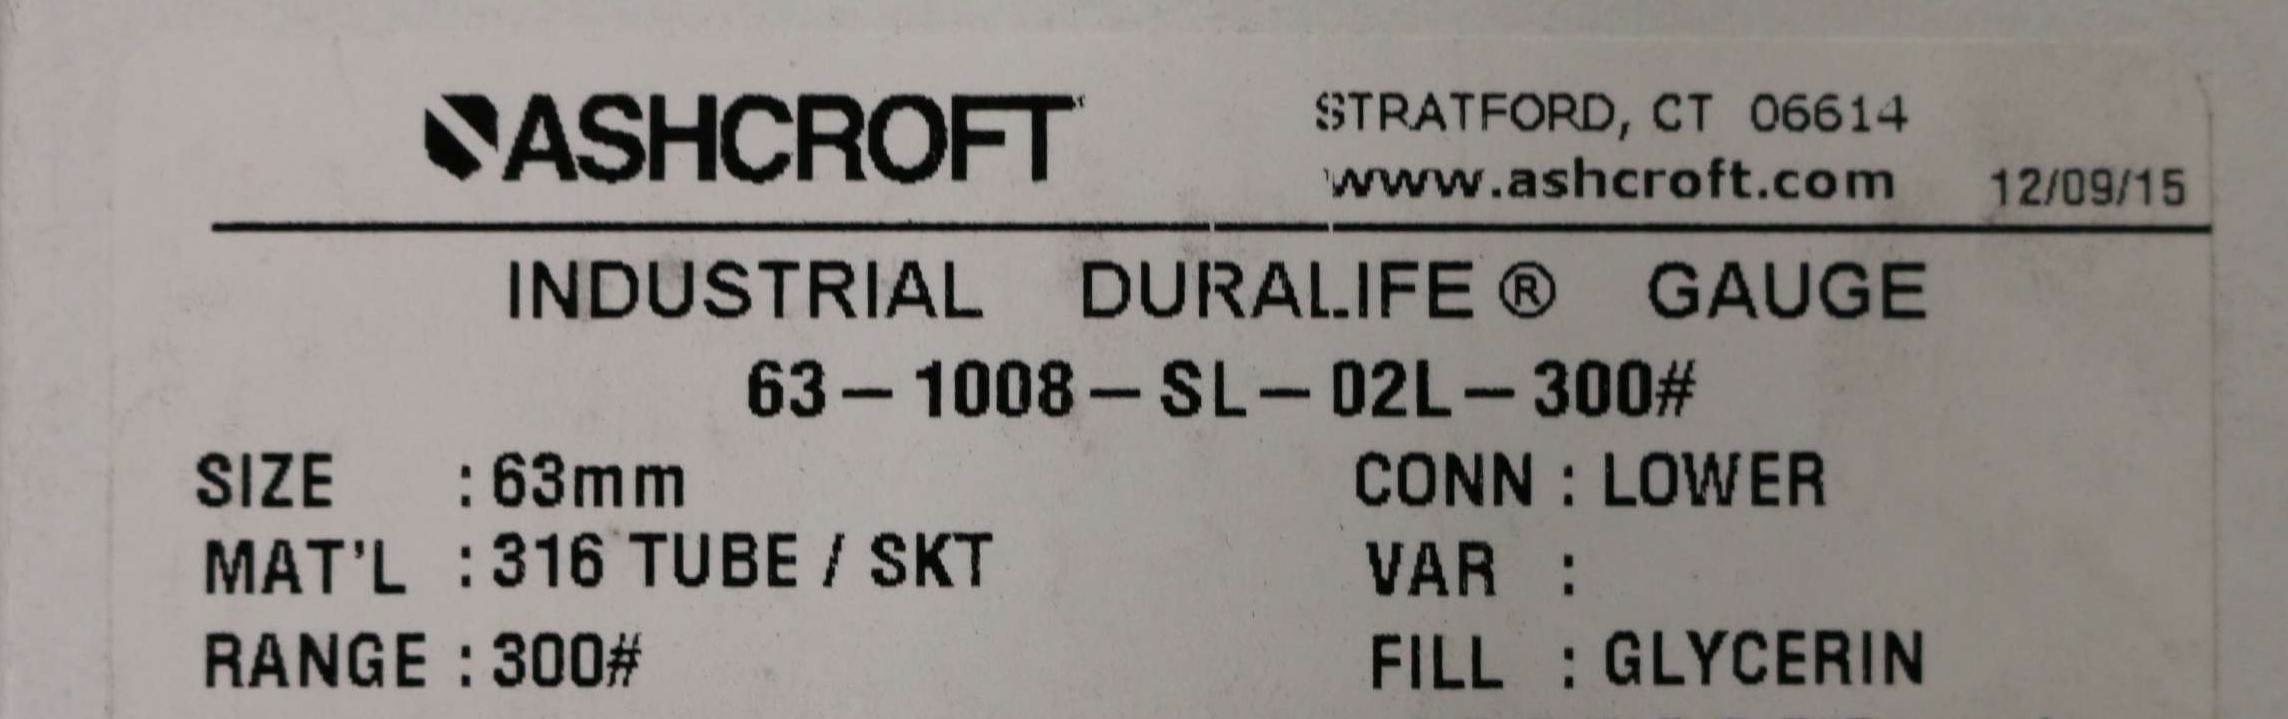 ASHCROFT STRATFORD, CT 06614
www.ashcroft.com 12/09/15
INDUSTRIAL DURALIFE® GAUGE
63-1008-SL-02L-300#
SIZE : 63mm CONN : LOWER
MAT'L : 316 TUBE / SKT VAR :
RANGE : 300# FILL : GLYCERIN